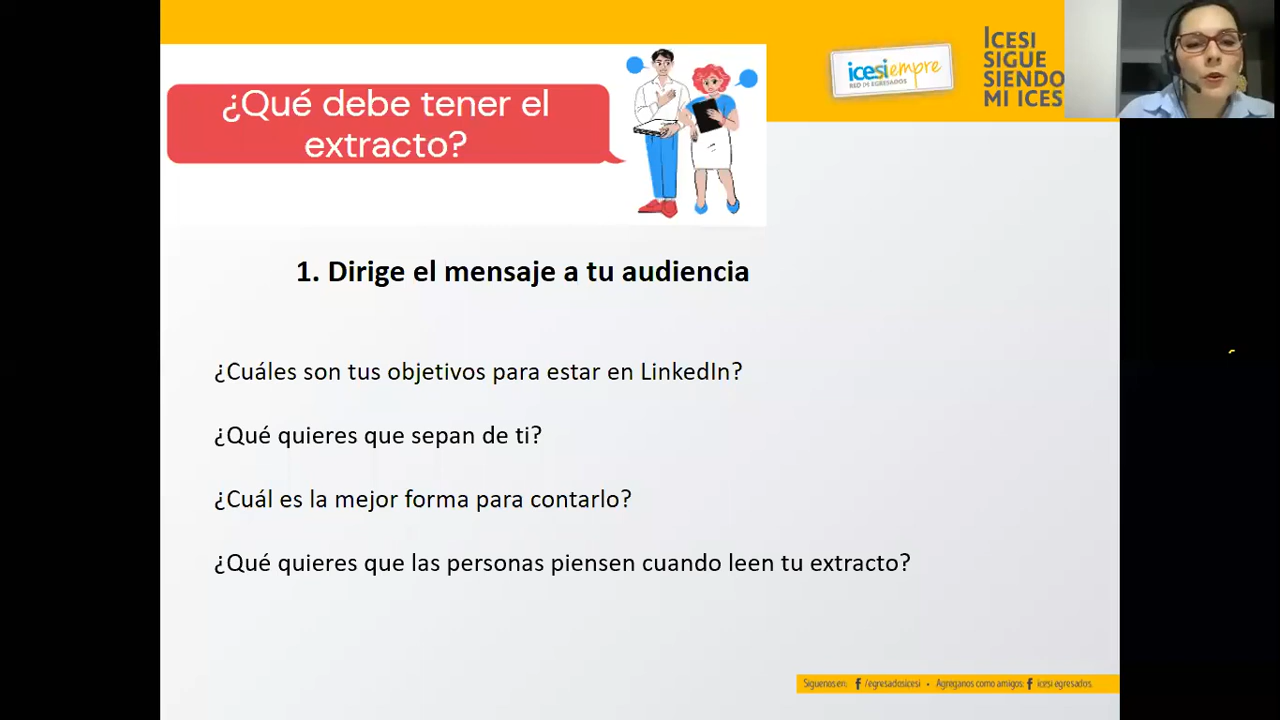 ¿Qué debe tener el
extracto?
icesiempre
RED DE EGRESADOS
ICESI
SIGUE
SIENDO
MI ICES
1. Dirige el mensaje a tu audiencia
¿Cuáles son tus objetivos para estar en LinkedIn?
¿Qué quieres que sepan de ti?
¿Cuál es la mejor forma para contarlo?
¿Qué quieres que las personas piensen cuando leen tu extracto?
Síguenos en: f /egresadosicesi • Agreganos como amigos: f icesi egresados.